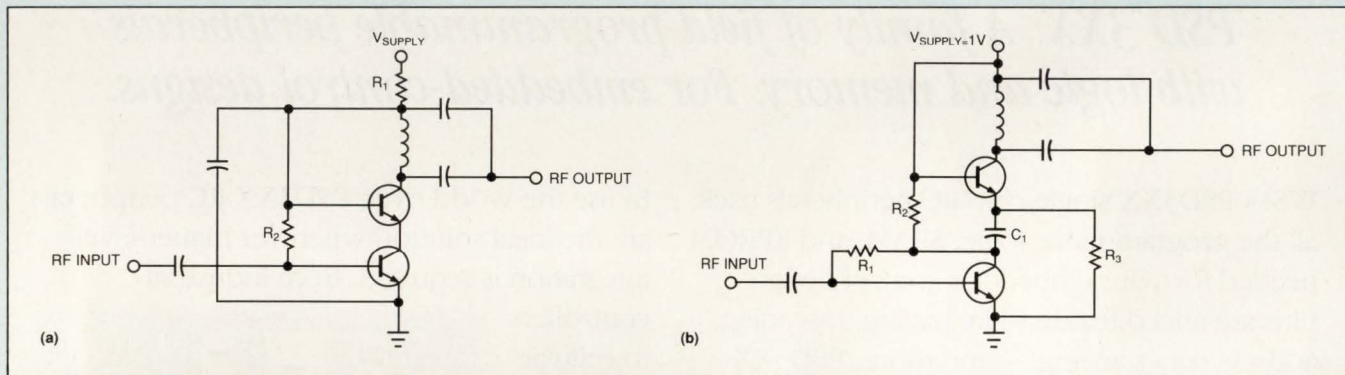 V_SUPPLY
R₁
R₂
RF INPUT
RF OUTPUT
(a)
V_SUPPLY=1V
R₂
R₁
C₁
R₃
RF INPUT
RF OUTPUT
(b)